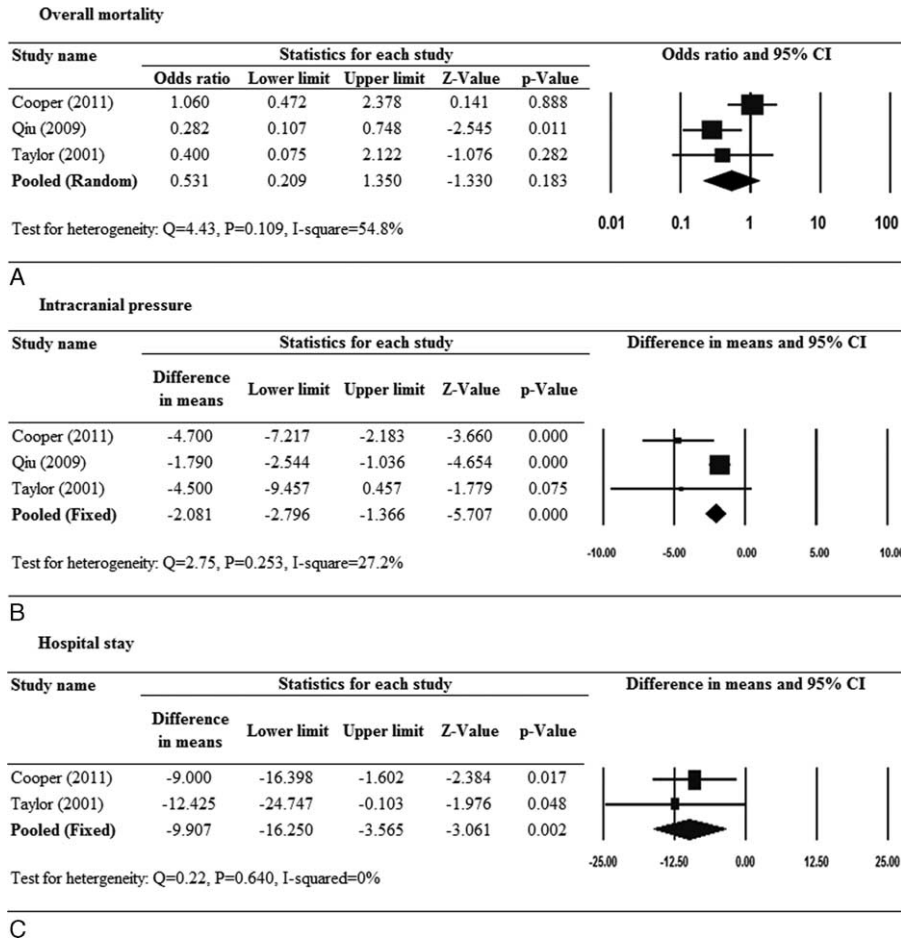 Overall mortality
Study name Statistics for each study Odds ratio and 95% CI
Odds ratio Lower limit Upper limit Z-Value p-Value
Cooper (2011) 1.060 0.472 2.378 0.141 0.888
Qiu (2009) 0.282 0.107 0.748 -2.545 0.011
Taylor (2001) 0.400 0.075 2.122 -1.076 0.282
Pooled (Random) 0.531 0.209 1.350 -1.330 0.183
0.01 0.1 1 10 100
Test for heterogeneity: Q=4.43, P=0.109, I-square=54.8%
A
Intracranial pressure
Study name Statistics for each study Difference in means and 95% CI
Difference in means Lower limit Upper limit Z-Value p-Value
Cooper (2011) -4.700 -7.217 -2.183 -3.660 0.000
Qiu (2009) -1.790 -2.544 -1.036 -4.654 0.000
Taylor (2001) -4.500 -9.457 0.457 -1.779 0.075
Pooled (Fixed) -2.081 -2.796 -1.366 -5.707 0.000
-10.00 -5.00 0.00 5.00 10.00
Test for heterogeneity: Q=2.75, P=0.253, I-square=27.2%
B
Hospital stay
Study name Statistics for each study Difference in means and 95% CI
Difference in means Lower limit Upper limit Z-Value p-Value
Cooper (2011) -9.000 -16.398 -1.602 -2.384 0.017
Taylor (2001) -12.425 -24.747 -0.103 -1.976 0.048
Pooled (Fixed) -9.907 -16.250 -3.565 -3.061 0.002
-25.00 -12.50 0.00 12.50 25.00
Test for hetergeneity: Q=0.22, P=0.640, I-squared=0%
C